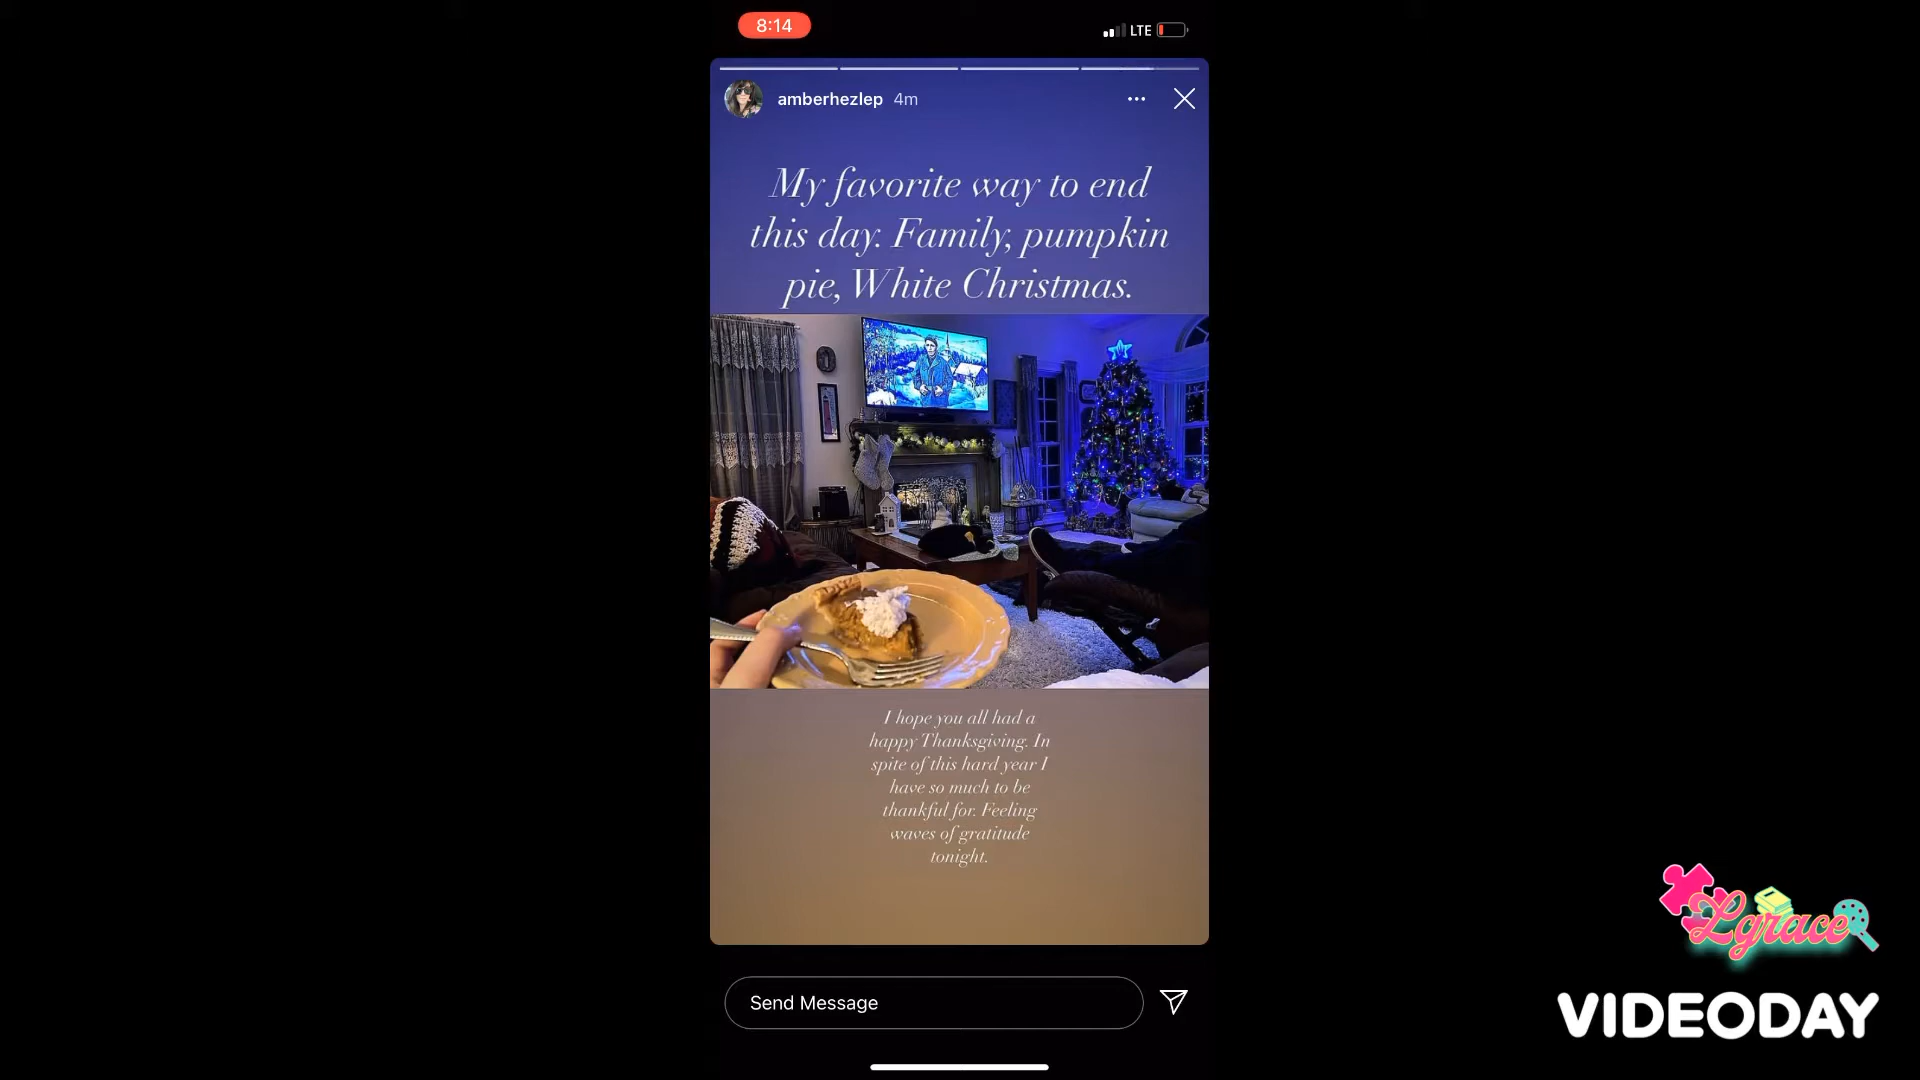 8:14
LTE
amberhezlep 4m
My favorite way to end
this day. Family, pumpkin
pie, White Christmas.
I hope you all had a
happy Thanksgiving. In
spite of this hard year I
have so much to be
thankful for. Feeling
waves of gratitude
tonight.
Send Message
Lgrace
VIDEODAY